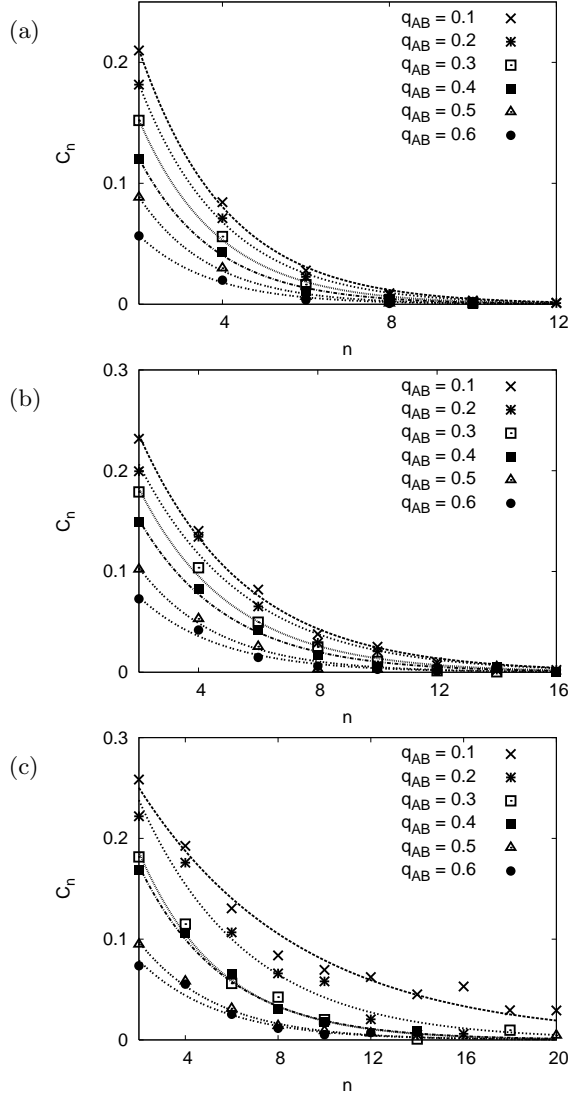 (a)
0.2
0.1
0
C_n
q_AB = 0.1
q_AB = 0.2
q_AB = 0.3
q_AB = 0.4
q_AB = 0.5
q_AB = 0.6
4 8 12
n
(b)
0.3
0.2
0.1
0
C_n
q_AB = 0.1
q_AB = 0.2
q_AB = 0.3
q_AB = 0.4
q_AB = 0.5
q_AB = 0.6
4 8 12 16
n
(c)
0.3
0.2
0.1
0
C_n
q_AB = 0.1
q_AB = 0.2
q_AB = 0.3
q_AB = 0.4
q_AB = 0.5
q_AB = 0.6
4 8 12 16 20
n